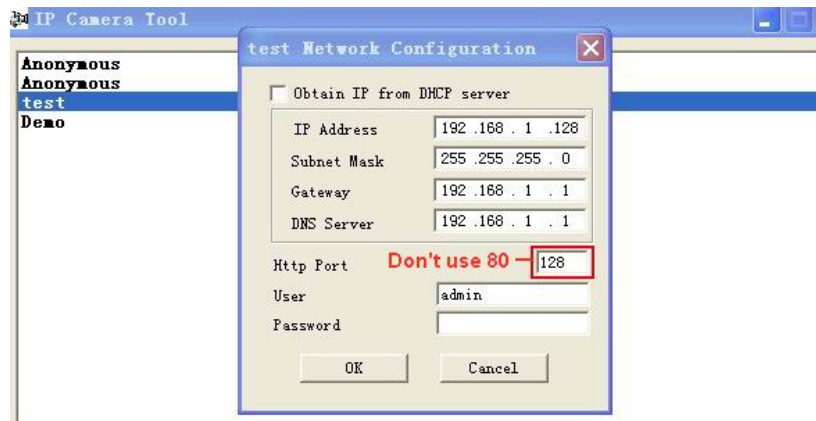 IP Camera Tool
test Network Configuration
Anonymous
Anonymous
test
Demo
Obtain IP from DHCP server
IP Address 192 .168 . 1 .128
Subnet Mask 255 .255 .255 . 0
Gateway 192 .168 . 1 . 1
DNS Server 192 .168 . 1 . 1
Http Port Don't use 80 128
User admin
Password
OK Cancel